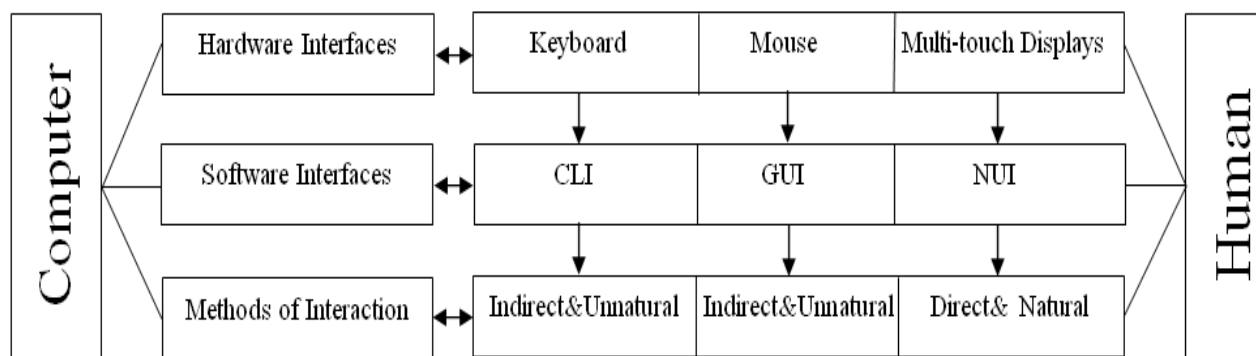 Computer
Hardware Interfaces
Keyboard
Mouse
Multi-touch Displays
Software Interfaces
CLI
GUI
NUI
Methods of Interaction
Indirect&Unnatural
Indirect&Unnatural
Direct& Natural
Human